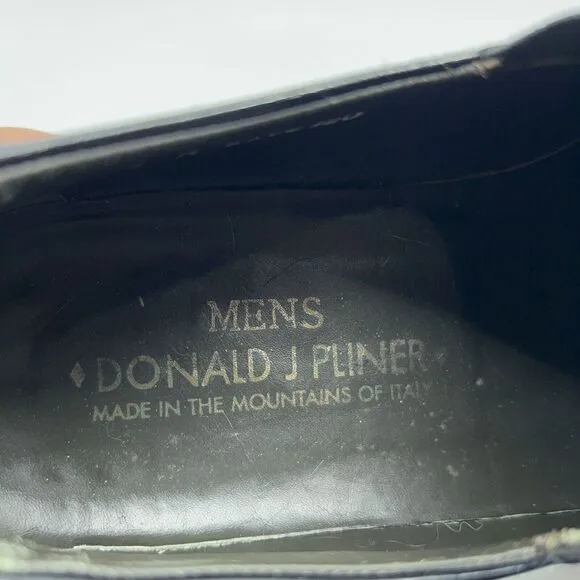 MENS
♦ DONALD J PLINER ♦
MADE IN THE MOUNTAINS OF ITALY